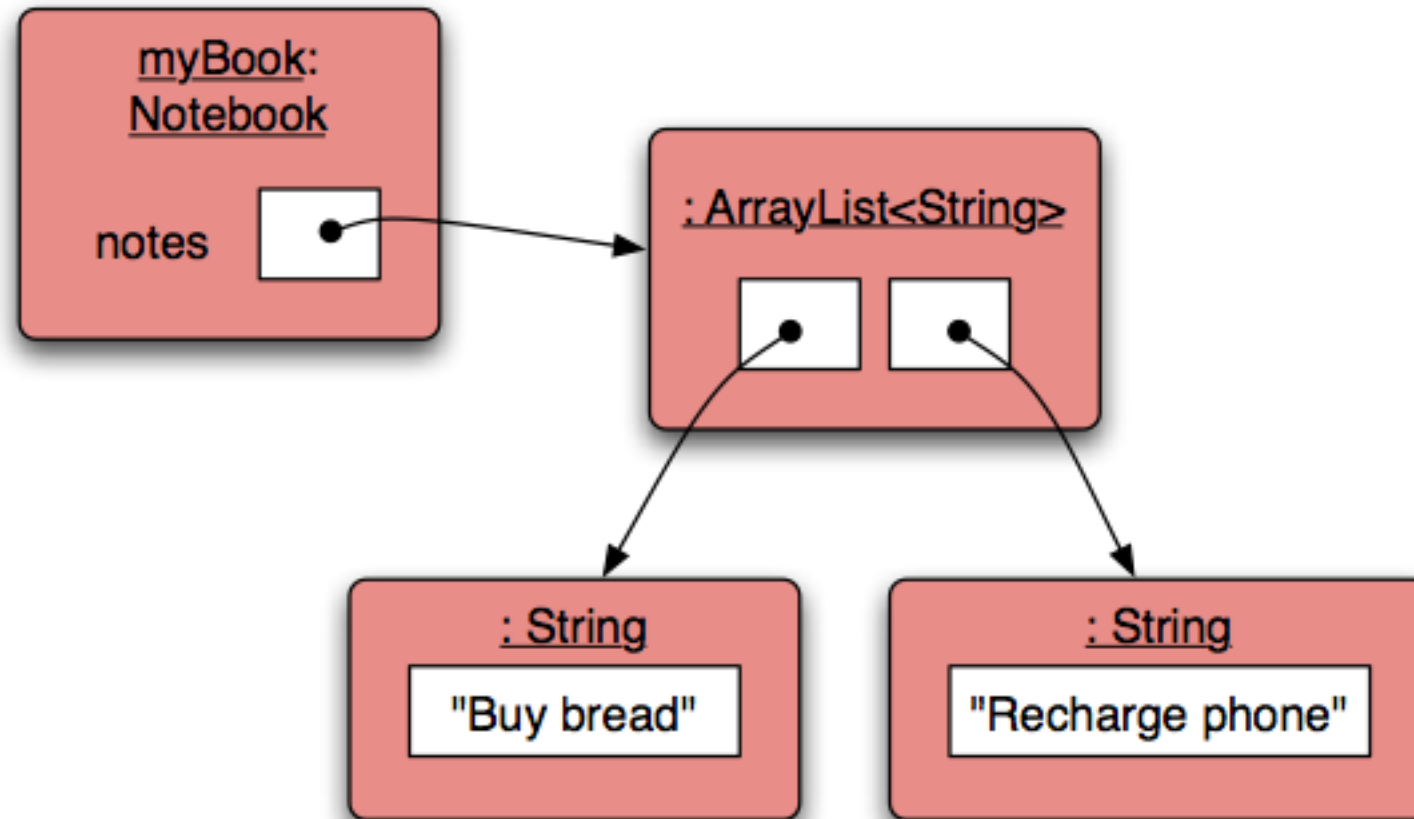 myBook:
Notebook
notes
: ArrayList<String>
: String
"Buy bread"
: String
"Recharge phone"